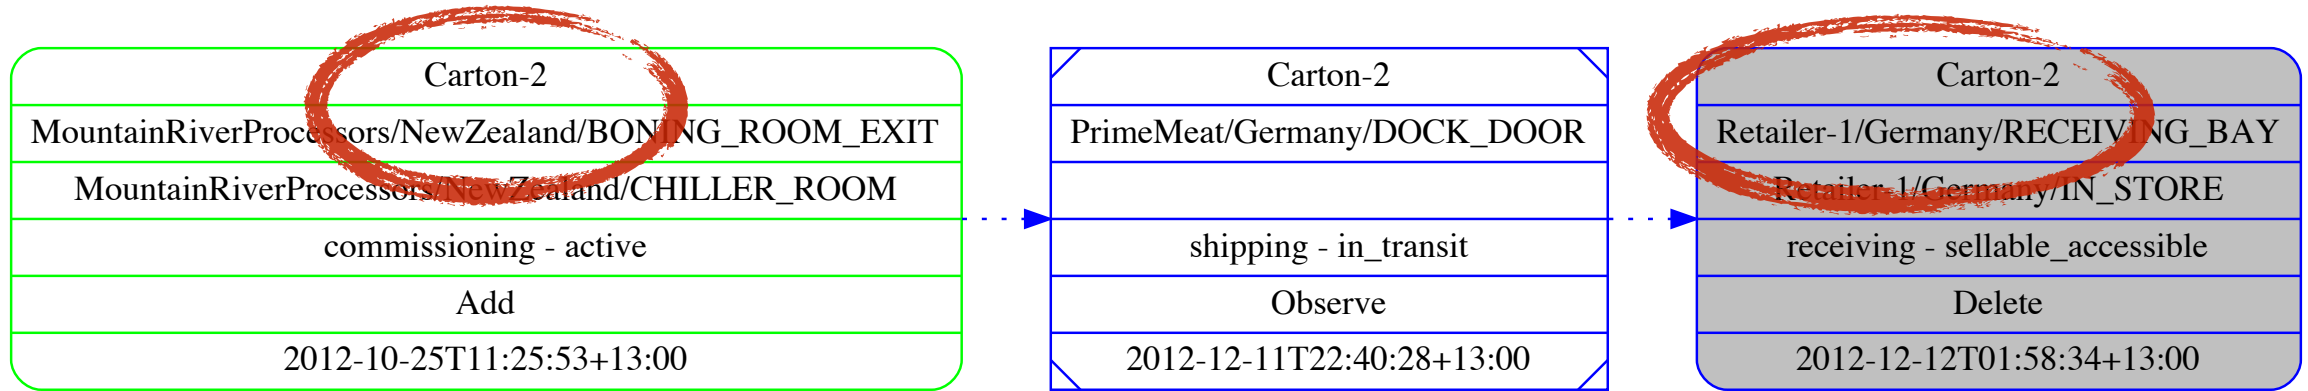 Carton-2
MountainRiverProcessors/NewZealand/BONING_ROOM_EXIT
MountainRiverProcessors/NewZealand/CHILLER_ROOM
commissioning - active
Add
2012-10-25T11:25:53+13:00
Carton-2
PrimeMeat/Germany/DOCK_DOOR
shipping - in_transit
Observe
2012-12-11T22:40:28+13:00
Carton-2
Retailer-1/Germany/RECEIVING_BAY
Retailer-1/Germany/IN_STORE
receiving - sellable_accessible
Delete
2012-12-12T01:58:34+13:00